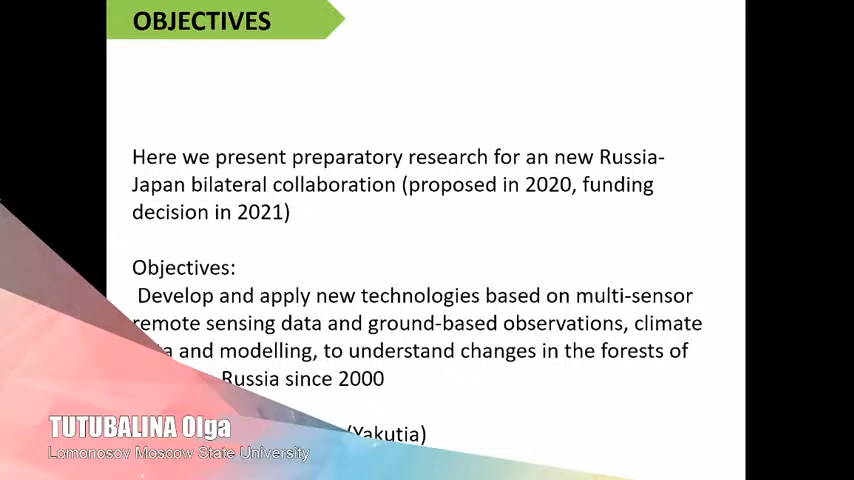 OBJECTIVES
Here we present preparatory research for an new Russia-
Japan bilateral collaboration (proposed in 2020, funding
decision in 2021)
Objectives:
Develop and apply new technologies based on multi-sensor
remote sensing data and ground-based observations, climate
and modelling, to understand changes in the forests of
Russia since 2000
(Yakutia)
TUTUBALINA Olga
Lomonosov Moscow State University